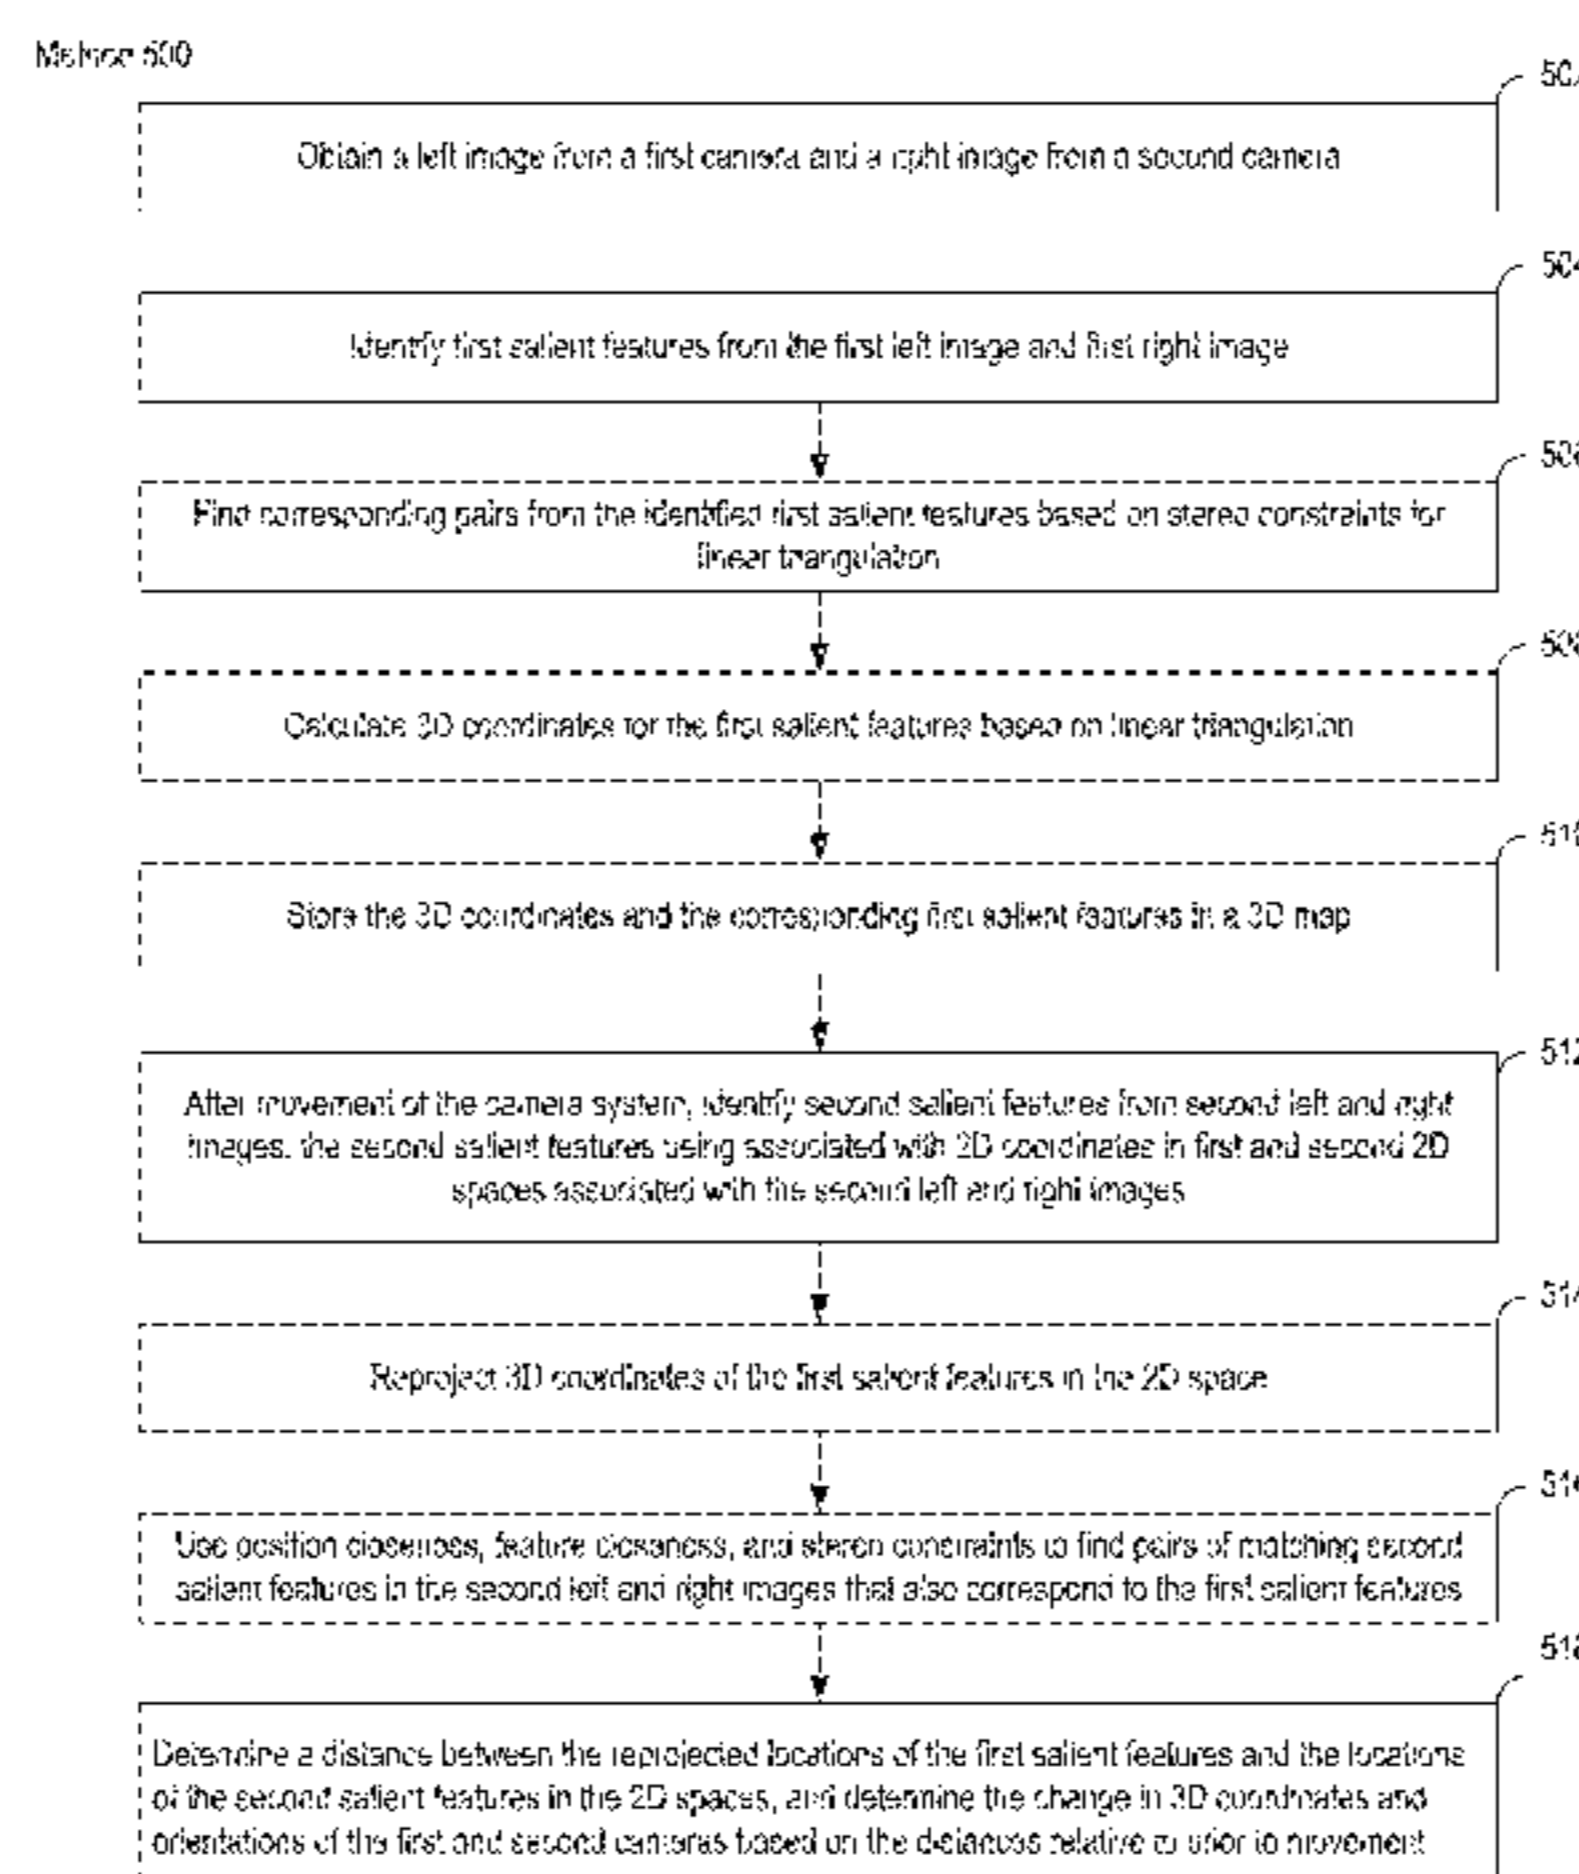 Method 500
Obtain a left image from a first camera and a right image from a second camera
504
Identify first salient features from the first left image and first right image
Find corresponding pairs from the identified first salient features based on stereo constraints for
linear triangulation
Calculate 3D coordinates for the first salient features based on linear triangulation
Store the 3D coordinates and the corresponding first salient features in a 3D map
512
After movement of the camera system, identify second salient features from second left and right
images, the second salient features being associated with 2D coordinates in first and second 2D
spaces associated with the second left and right images
Reproject 3D coordinates of the first salient features in the 2D space
Use position closeness, feature closeness, and stereo constraints to find pairs of matching second
salient features in the second left and right images that also correspond to the first salient features
Determine a distance between the reprojected locations of the first salient features and the locations
of the second salient features in the 2D spaces, and determine the change in 3D coordinates and
orientations of the first and second cameras based on the distances relative to prior to movement